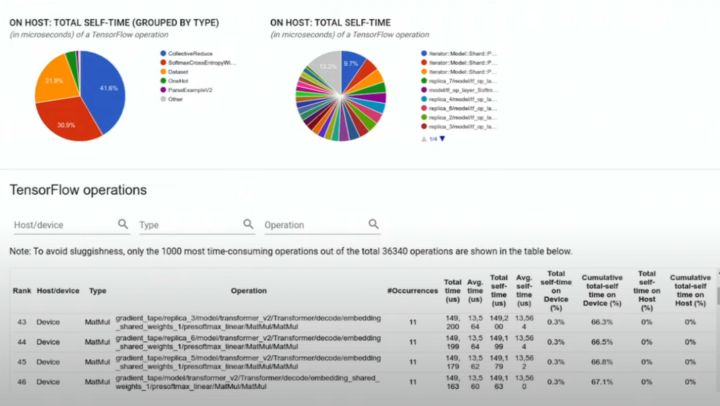 ON HOST: TOTAL SELF-TIME (GROUPED BY TYPE)
(in microseconds) of a TensorFlow operation
41.6%
30.9%
21.8%
CollectiveReduce
SoftmaxCrossEntropyWi...
Dataset
OneHot
ParseExampleV2
Other
ON HOST: TOTAL SELF-TIME
(in microseconds) of a TensorFlow operation
9.7%
13.2%
Iterator::Model::Shard::P...
Iterator::Model::Shard::P...
Iterator::Model::Shard::P...
replica_7/model/tf_op_la...
model/tf_op_layer_Softm...
replica_4/model/tf_op_la...
replica_6/model/tf_op_la...
replica_2/model/tf_op_la...
replica_3/model/tf_op_la...
1/4
TensorFlow operations
Host/device Type Operation
Note: To avoid sluggishness, only the 1000 most time-consuming operations out of the total 36340 operations are shown in the table below.
Rank Host/device Type Operation #Occurrences Total time (us) Avg. time (us) Total self-time (us) Avg. self-time (us) Total self-time on Device (%) Cumulative total-self time on Device (%) Total self-time on Host (%) Cumulative total-self time on Host (%)
43 Device MatMul gradient_tape/replica_3/model/transformer_v2/Transformer/decode/embedding_shared_weights_1/presoftmax_linear/MatMul/MatMul 11 149,200 13,564 149,200 13,564 0.3% 66.3% 0% 0%
44 Device MatMul gradient_tape/replica_6/model/transformer_v2/Transformer/decode/embedding_shared_weights_1/presoftmax_linear/MatMul/MatMul 11 149,199 13,564 149,199 13,564 0.3% 66.5% 0% 0%
45 Device MatMul gradient_tape/replica_5/model/transformer_v2/Transformer/decode/embedding_shared_weights_1/presoftmax_linear/MatMul/MatMul 11 149,179 13,562 149,179 13,562 0.3% 66.8% 0% 0%
46 Device MatMul gradient_tape/model/transformer_v2/Transformer/decode/embedding_shared_weights_1/presoftmax_linear/MatMul/MatMul 11 149,163 13,560 149,163 13,560 0.3% 67.1% 0% 0%